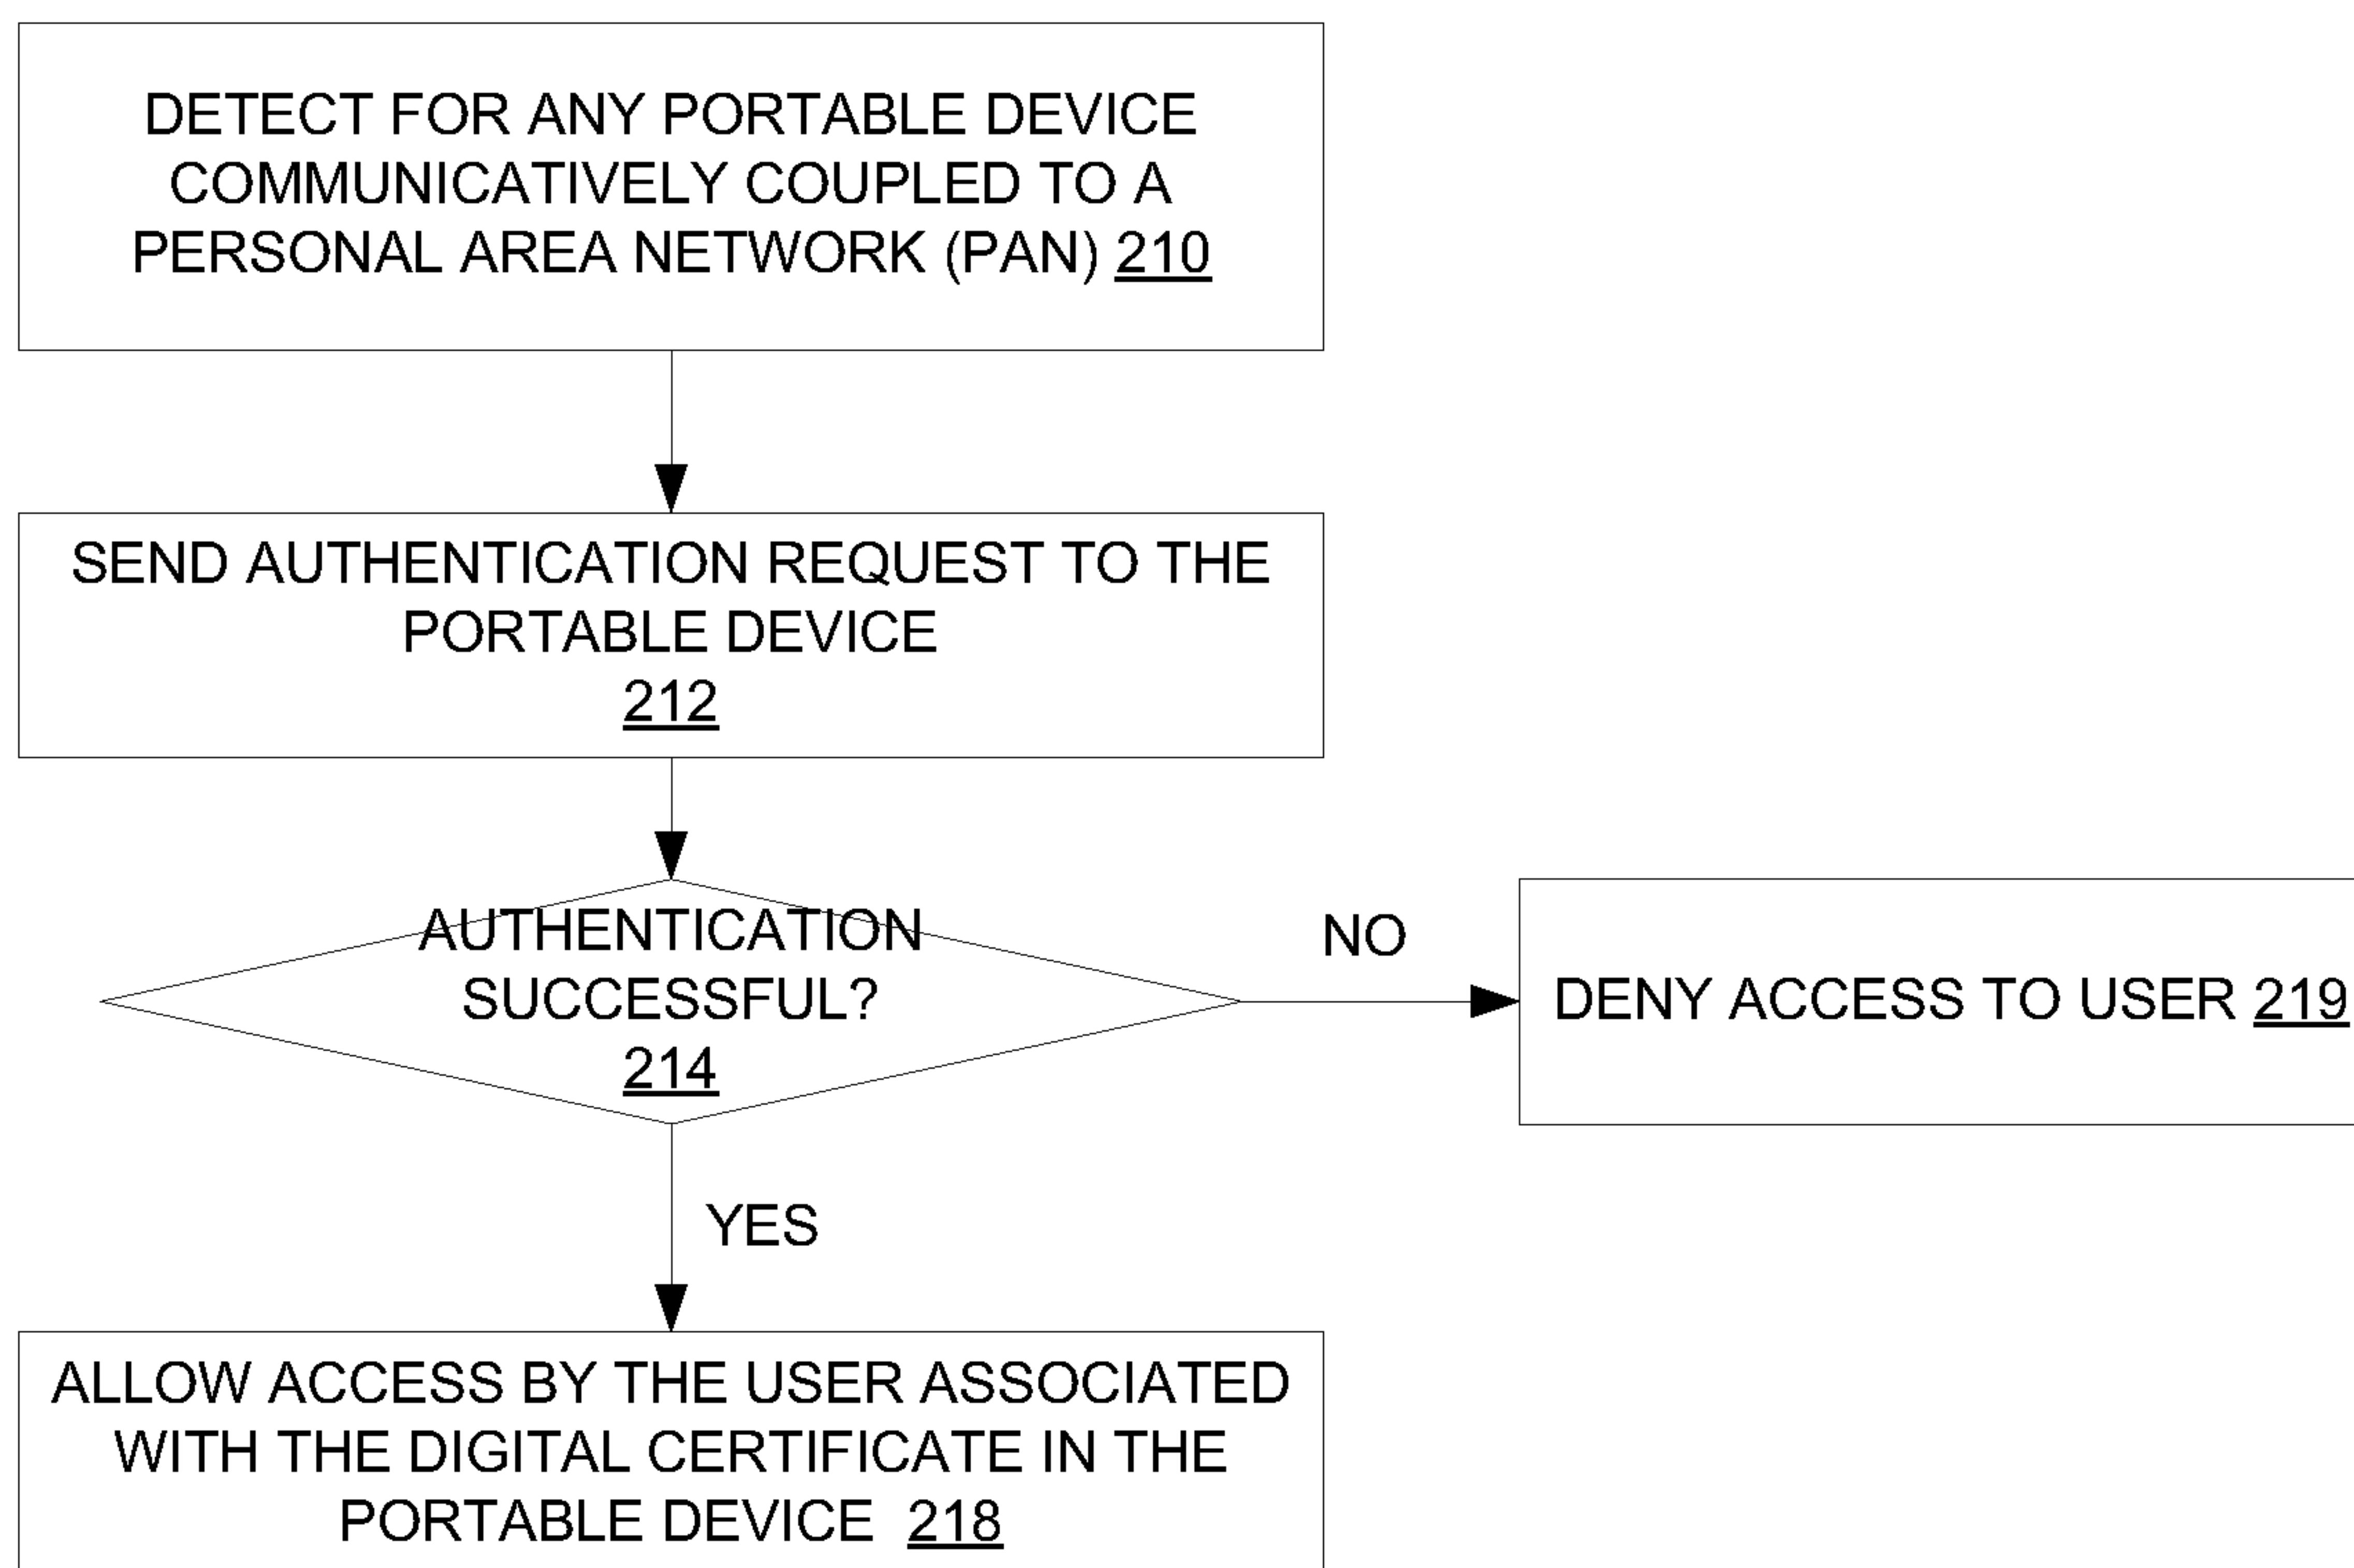 DETECT FOR ANY PORTABLE DEVICE
COMMUNICATIVELY COUPLED TO A
PERSONAL AREA NETWORK (PAN) 210
SEND AUTHENTICATION REQUEST TO THE
PORTABLE DEVICE
212
AUTHENTICATION
SUCCESSFUL?
214
NO
DENY ACCESS TO USER 219
YES
ALLOW ACCESS BY THE USER ASSOCIATED
WITH THE DIGITAL CERTIFICATE IN THE
PORTABLE DEVICE 218